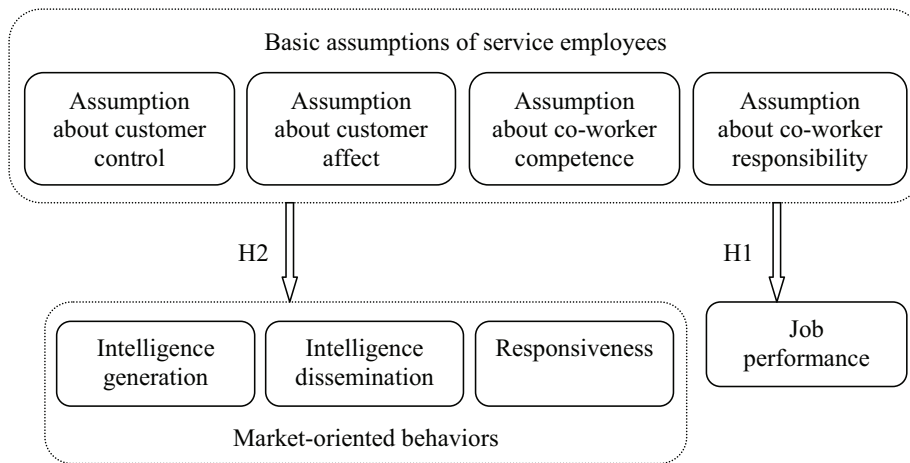 Basic assumptions of service employees
Assumption
about customer
control
Assumption
about customer
affect
Assumption
about co-worker
competence
Assumption
about co-worker
responsibility
H2
H1
Intelligence
generation
Intelligence
dissemination
Responsiveness
Job
performance
Market-oriented behaviors